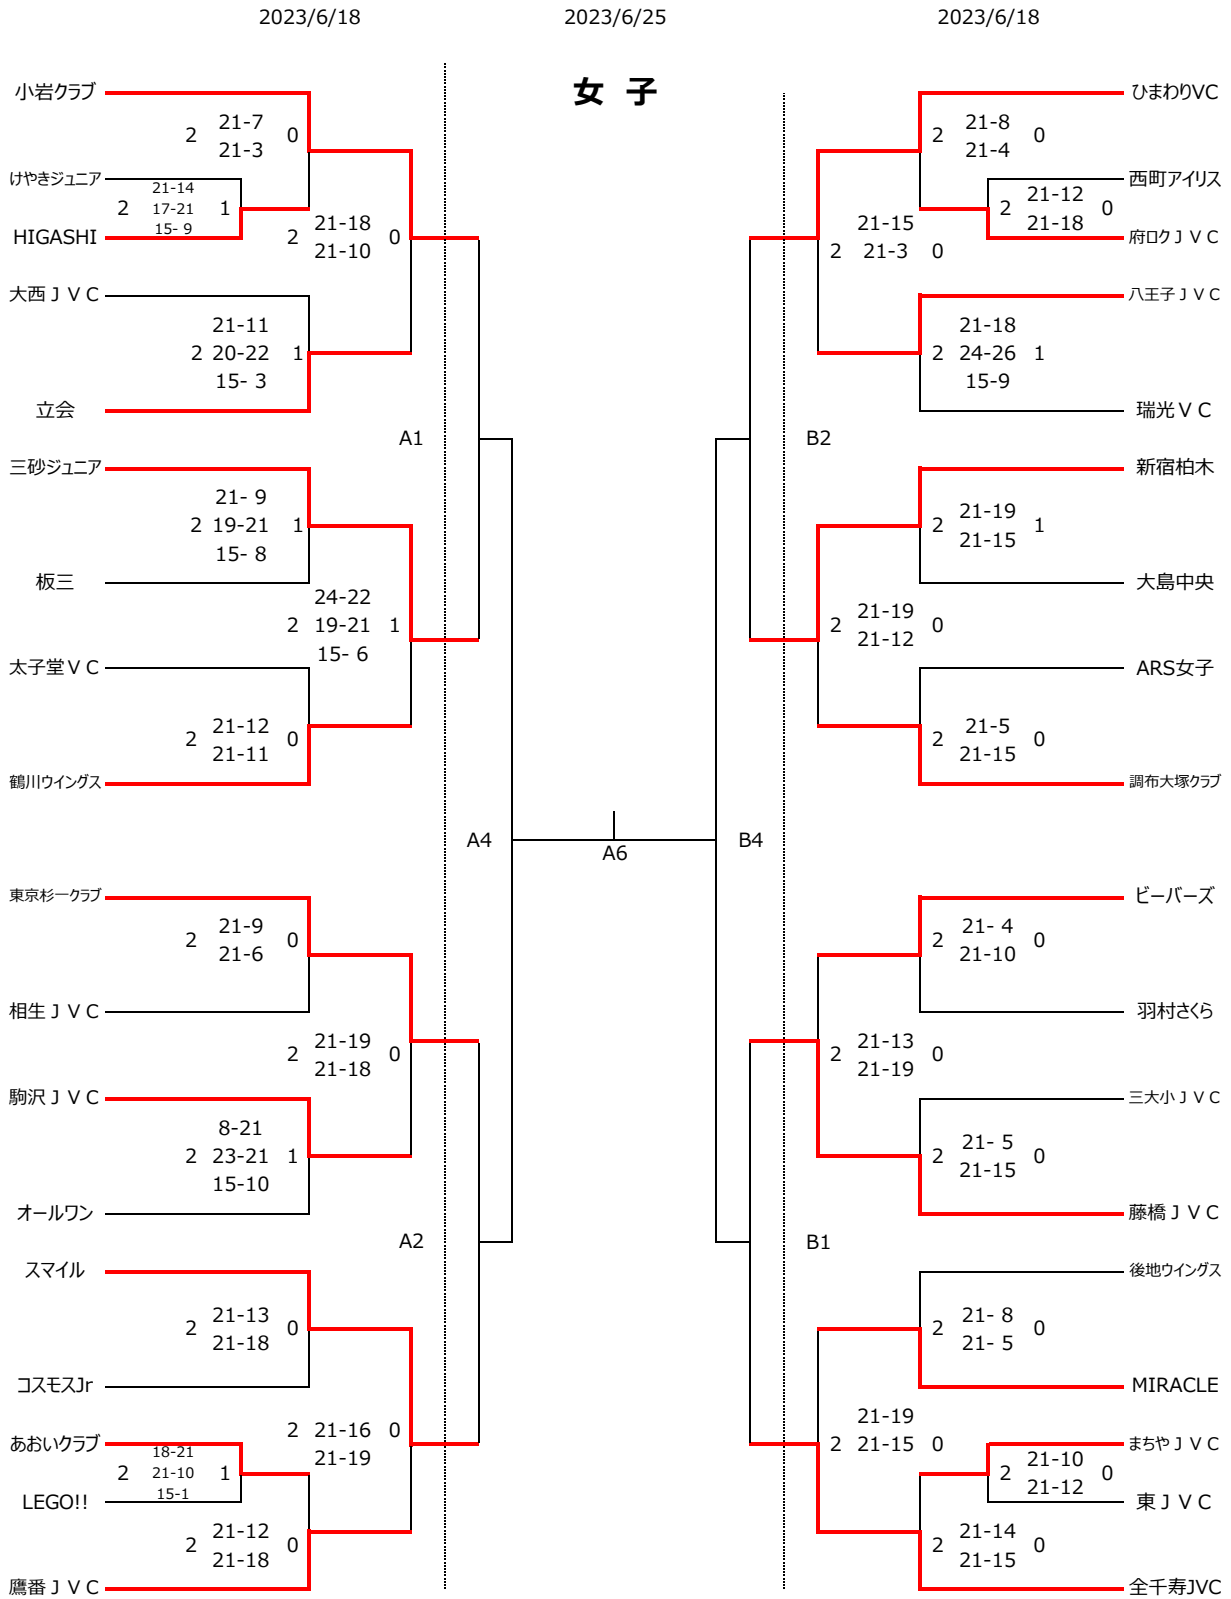 2023/6/18 2023/6/25 2023/6/18
女 子
小岩クラブ
2 21-7 0
21-3
けやきジュニア
21-14
2 17-21 1
15- 9
HIGASHI
2 21-18 0
21-10
大西ＪＶＣ
21-11
2 20-22 1
15- 3
立会
A1
三砂ジュニア
21- 9
2 19-21 1
15- 8
板三
24-22
2 19-21 1
15- 6
太子堂ＶＣ
2 21-12 0
21-11
鶴川ウイングス
A4
東京杉一クラブ
2 21-9 0
21-6
相生ＪＶＣ
2 21-19 0
21-18
駒沢ＪＶＣ
8-21
2 23-21 1
15-10
オールワン
A2
スマイル
2 21-13 0
21-18
コスモスJr
2 21-16 0
21-19
あおいクラブ
18-21
2 21-10 1
15-1
LEGO!!
2 21-12 0
21-18
鷹番ＪＶＣ
A6
ひまわりVC
2 21-8 0
21-4
西町アイリス
2 21-12 0
21-18
府ロクＪＶＣ
21-15
2 21-3 0
八王子ＪＶＣ
21-18
2 24-26 1
15-9
瑞光ＶＣ
B2
新宿柏木
2 21-19 1
21-15
大島中央
2 21-19 0
21-12
ARS女子
2 21-5 0
21-15
調布大塚クラブ
B4
ビーバーズ
2 21- 4 0
21-10
羽村さくら
2 21-13 0
21-19
三大小ＪＶＣ
2 21- 5 0
21-15
藤橋ＪＶＣ
B1
後地ウイングス
2 21- 8 0
21- 5
MIRACLE
21-19
2 21-15 0
まちやＪＶＣ
2 21-10 0
21-12
東ＪＶＣ
2 21-14 0
21-15
全千寿JVC